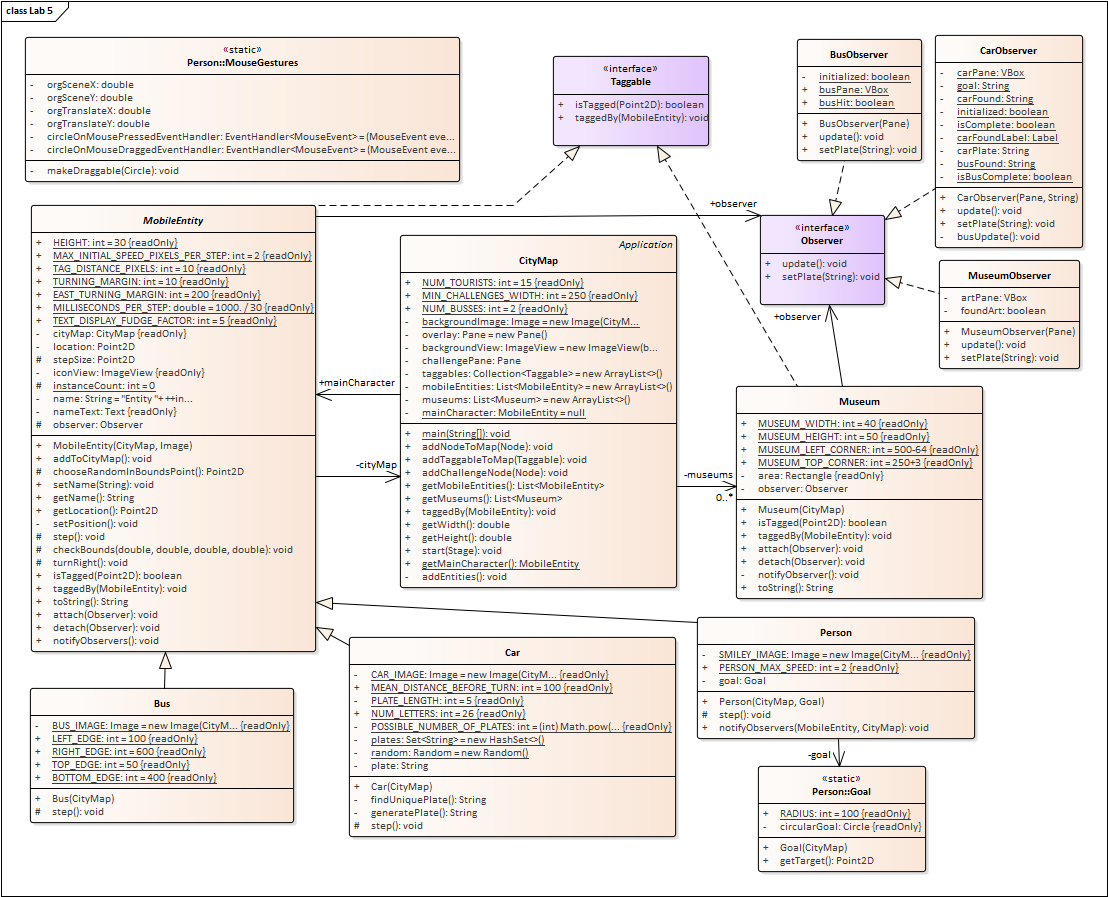 class Lab 5
«static»
Person::MouseGestures
- orgSceneX: double
- orgSceneY: double
- orgTranslateX: double
- orgTranslateY: double
- circleOnMousePressedEventHandler: EventHandler<MouseEvent> = (MouseEvent eve...
- circleOnMouseDraggedEventHandler: EventHandler<MouseEvent> = (MouseEvent eve...
- makeDraggable(Circle): void
«interface»
Taggable
+ isTagged(Point2D): boolean
+ taggedBy(MobileEntity): void
BusObserver
- initialized: boolean
- busPane: VBox
- busHit: boolean
+ BusObserver(Pane)
+ update(): void
+ setPlate(String): void
CarObserver
- carPane: VBox
- goal: String
- carFound: String
- initialized: boolean
- isComplete: boolean
- carFoundLabel: Label
- carPlate: String
- busFound: String
- isBusComplete: boolean
+ CarObserver(Pane, String)
+ update(): void
+ setPlate(String): void
- busUpdate(): void
MobileEntity
+ HEIGHT: int = 30 {readOnly}
+ MAX_INITIAL_SPEED_PIXELS_PER_STEP: int = 2 {readOnly}
+ TAG_DISTANCE_PIXELS: int = 10 {readOnly}
+ TURNING_MARGIN: int = 10 {readOnly}
+ EAST_TURNING_MARGIN: int = 200 {readOnly}
+ MILLISECONDS_PER_STEP: double = 1000. / 30 {readOnly}
+ TEXT_DISPLAY_FUDGE_FACTOR: int = 5 {readOnly}
- cityMap: CityMap {readOnly}
- location: Point2D
# stepSize: Point2D
- iconView: ImageView {readOnly}
# instanceCount: int = 0
- name: String = "Entity "+ ++in...
- nameText: Text {readOnly}
# observer: Observer
+ MobileEntity(CityMap, Image)
+ addToCityMap(): void
# chooseRandomInBoundsPoint(): Point2D
+ setName(String): void
+ getName(): String
+ getLocation(): Point2D
- setPosition(): void
# step(): void
# checkBounds(double, double, double, double): void
# turnRight(): void
+ isTagged(Point2D): boolean
+ taggedBy(MobileEntity): void
+ toString(): String
+ attach(Observer): void
+ detach(Observer): void
+ notifyObservers(): void
+observer
«interface»
Observer
+ update(): void
+ setPlate(String): void
+observer
Application
CityMap
+ NUM_TOURISTS: int = 15 {readOnly}
+ MIN_CHALLENGES_WIDTH: int = 250 {readOnly}
+ NUM_BUSSES: int = 2 {readOnly}
- backgroundImage: Image = new Image(CityM...
- overlay: Pane = new Pane()
- backgroundView: ImageView = new ImageView(b...
- challengePane: Pane
- taggables: Collection<Taggable> = new ArrayList<>()
- mobileEntities: List<MobileEntity> = new ArrayList<>()
- museums: List<Museum> = new ArrayList<>()
- mainCharacter: MobileEntity = null
+ main(String[]): void
+ addNodeToMap(Node): void
+ addTaggableToMap(Taggable): void
+ addChallengeNode(Node): void
+ getMobileEntities(): List<MobileEntity>
+ getMuseums(): List<Museum>
+ taggedBy(MobileEntity): void
+ getWidth(): double
+ getHeight(): double
+ start(Stage): void
+ getMainCharacter(): MobileEntity
- addEntities(): void
+mainCharacter
-cityMap
-museums
0..*
MuseumObserver
- artPane: VBox
- foundArt: boolean
+ MuseumObserver(Pane)
+ update(): void
+ setPlate(String): void
Museum
+ MUSEUM_WIDTH: int = 40 {readOnly}
+ MUSEUM_HEIGHT: int = 50 {readOnly}
+ MUSEUM_LEFT_CORNER: int = 500-64 {readOnly}
+ MUSEUM_TOP_CORNER: int = 250+3 {readOnly}
- area: Rectangle {readOnly}
- observer: Observer
+ Museum(CityMap)
+ isTagged(Point2D): boolean
+ taggedBy(MobileEntity): void
+ attach(Observer): void
+ detach(Observer): void
- notifyObserver(): void
+ toString(): String
Bus
- BUS_IMAGE: Image = new Image(CityM... {readOnly}
+ LEFT_EDGE: int = 100 {readOnly}
+ RIGHT_EDGE: int = 600 {readOnly}
+ TOP_EDGE: int = 50 {readOnly}
+ BOTTOM_EDGE: int = 400 {readOnly}
+ Bus(CityMap)
# step(): void
Car
- CAR_IMAGE: Image = new Image(CityM... {readOnly}
+ MEAN_DISTANCE_BEFORE_TURN: int = 100 {readOnly}
- PLATE_LENGTH: int = 5 {readOnly}
+ NUM_LETTERS: int = 26 {readOnly}
- POSSIBLE_NUMBER_OF_PLATES: int = (int) Math.pow(... {readOnly}
- plates: Set<String> = new HashSet<>()
- random: Random = new Random()
- plate: String
+ Car(CityMap)
- findUniquePlate(): String
- generatePlate(): String
# step(): void
Person
- SMILEY_IMAGE: Image = new Image(CityM... {readOnly}
+ PERSON_MAX_SPEED: int = 2 {readOnly}
- goal: Goal
+ Person(CityMap, Goal)
# step(): void
+ notifyObservers(MobileEntity, CityMap): void
-goal
«static»
Person::Goal
+ RADIUS: int = 100 {readOnly}
- circularGoal: Circle {readOnly}
+ Goal(CityMap)
+ getTarget(): Point2D